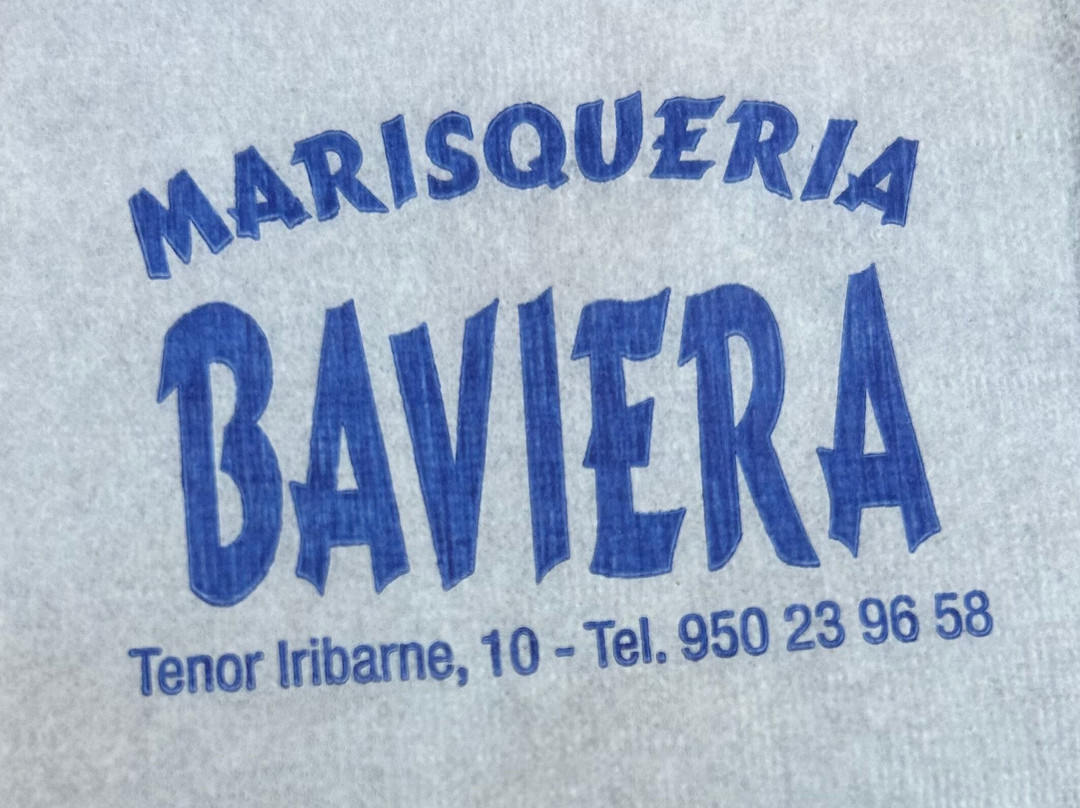 MARISQUERIA
BAVIERA
Tenor Iribarne, 10 - Tel. 950 23 96 58